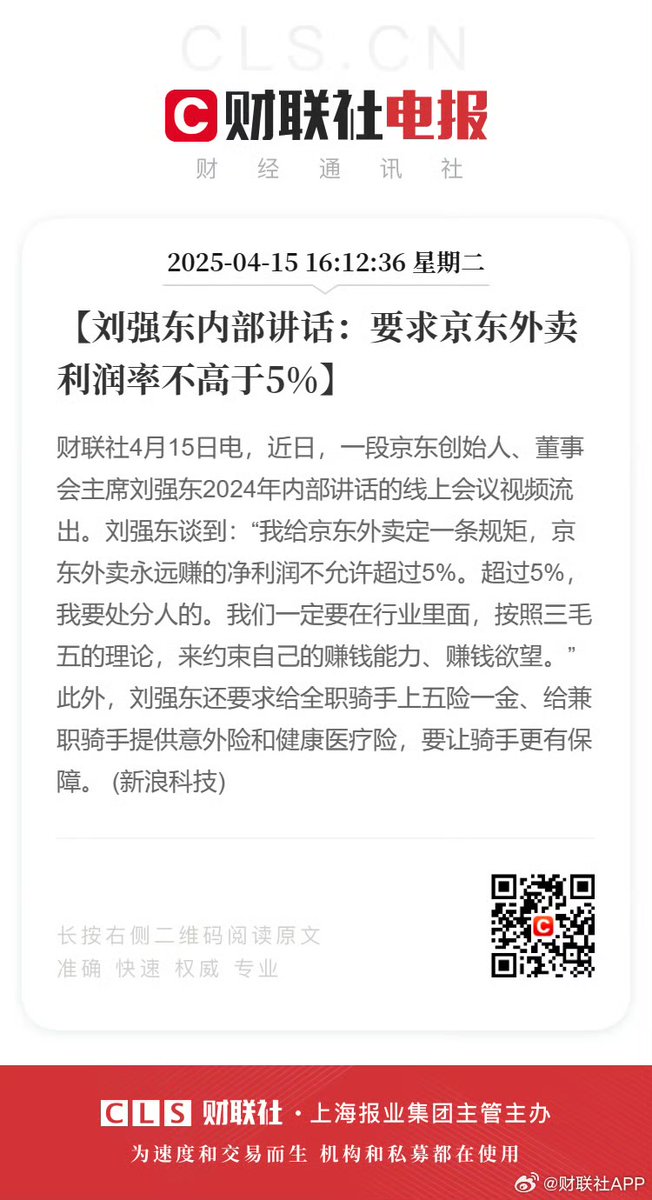 CLS.CN
C 财联社电报
财经通讯社
2025-04-15 16:12:36 星期二
【刘强东内部讲话：要求京东外卖
利润率不高于5%】
财联社4月15日电，近日，一段京东创始人、董事
会主席刘强东2024年内部讲话的线上会议视频流
出。刘强东谈到：“我给京东外卖定一条规矩，京
东外卖永远赚的净利润不允许超过5%。超过5%，
我要处分人的。我们一定要在行业里面，按照三毛
五的理论，来约束自己的赚钱能力、赚钱欲望。”
此外，刘强东还要求给全职骑手上五险一金、给兼
职骑手提供意外险和健康医疗险，要让骑手更有保
障。 (新浪科技)
长按右侧二维码阅读原文
准确 快速 权威 专业
C
CLS 财联社·上海报业集团主管主办
为速度和交易而生 机构和私募都在使用
@财联社APP